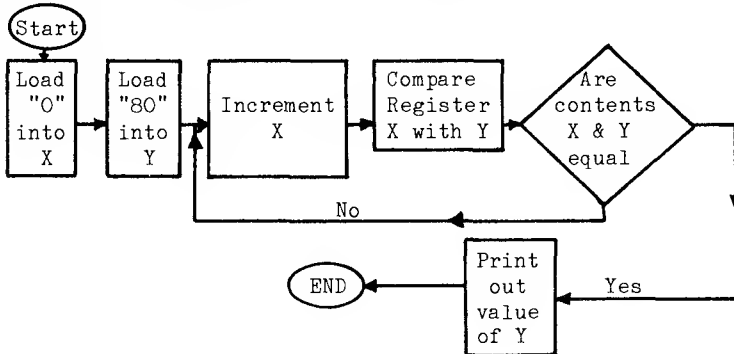 Start
Load
"0"
into
X
Load
"80"
into
Y
Increment
X
Compare
Register
X with Y
Are
contents
X & Y
equal
No
Yes
Print
out
value
of Y
END